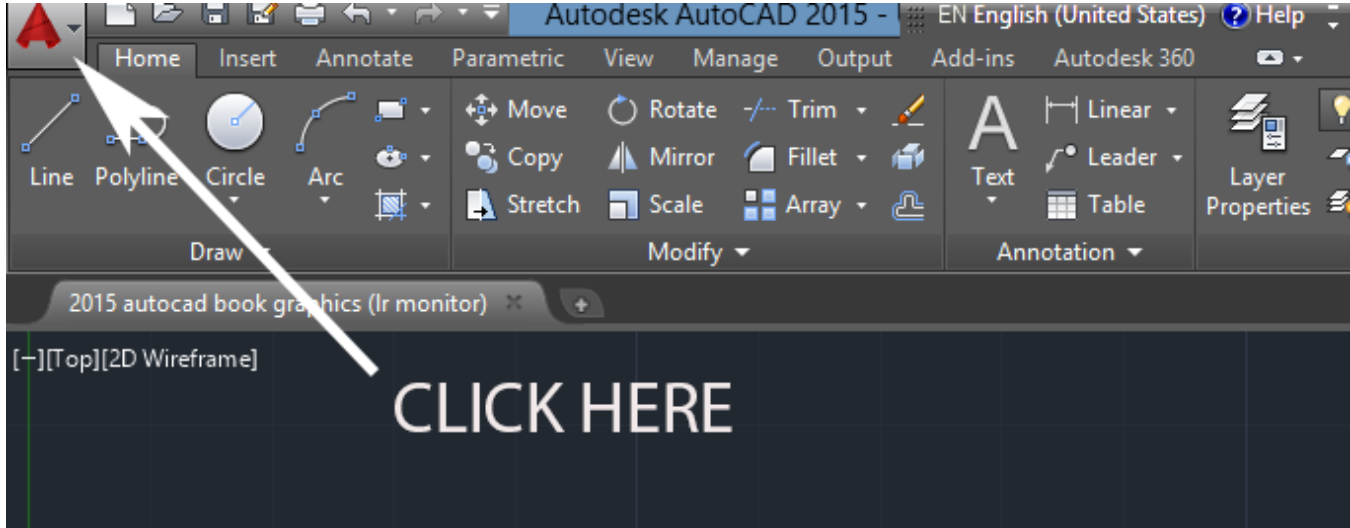 Autodesk AutoCAD 2015 - EN English (United States) Help
Home Insert Annotate Parametric View Manage Output Add-ins Autodesk 360
Line Polyline Circle Arc
Move Rotate Trim
Copy Mirror Fillet
Stretch Scale Array
A Text
Linear
Leader
Table
Layer
Properties
Draw Modify Annotation
2015 autocad book graphics (lr monitor)
[−][Top][2D Wireframe]
CLICK HERE